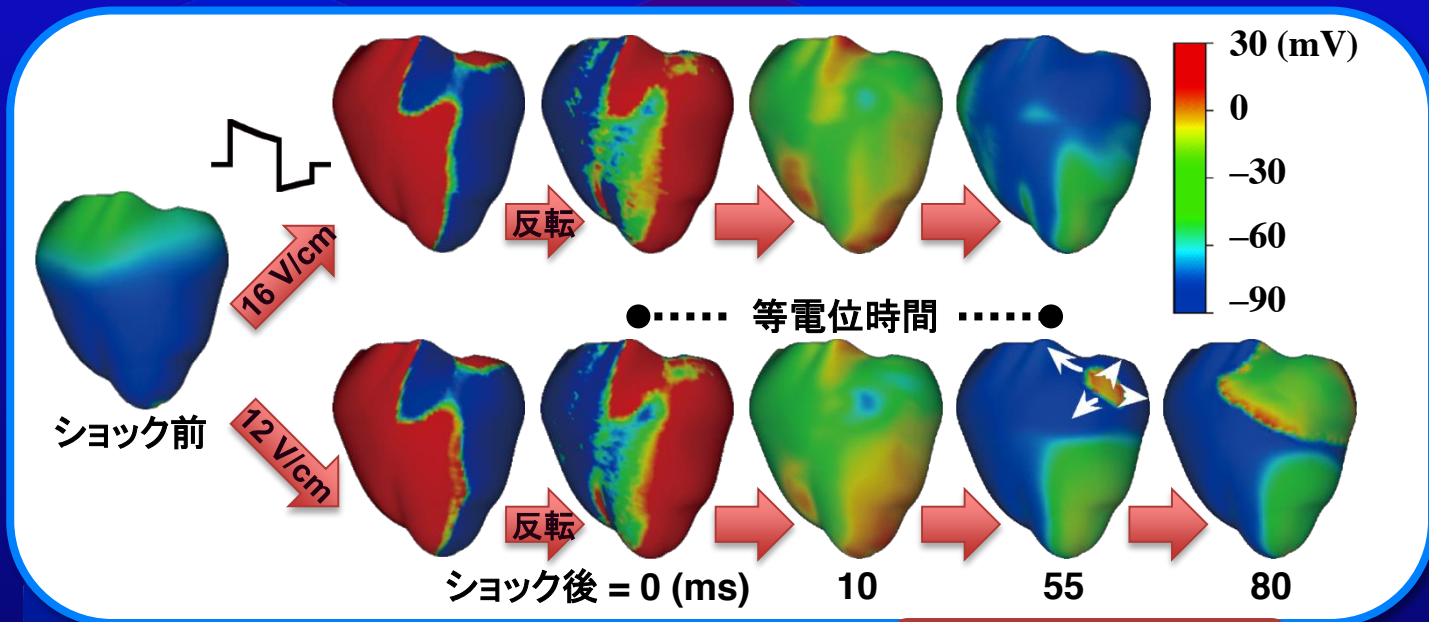 30 (mV)
0
–30
–60
–90
16 V/cm
反転
ショック前
等電位時間
12 V/cm
反転
ショック後 = 0 (ms) 10 55 80